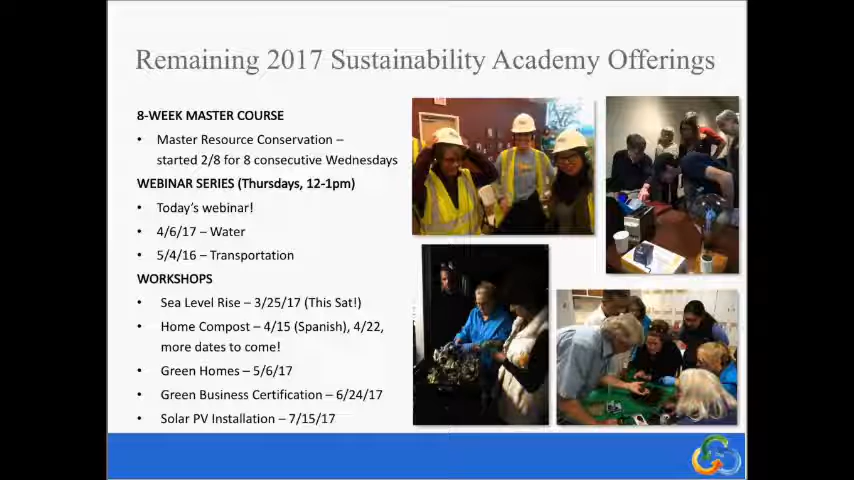 Remaining 2017 Sustainability Academy Offerings
8-WEEK MASTER COURSE
• Master Resource Conservation –
started 2/8 for 8 consecutive Wednesdays
WEBINAR SERIES (Thursdays, 12-1pm)
• Today's webinar!
• 4/6/17 – Water
• 5/4/16 – Transportation
WORKSHOPS
• Sea Level Rise – 3/25/17 (This Sat!)
• Home Compost – 4/15 (Spanish), 4/22,
more dates to come!
• Green Homes – 5/6/17
• Green Business Certification – 6/24/17
• Solar PV Installation – 7/15/17